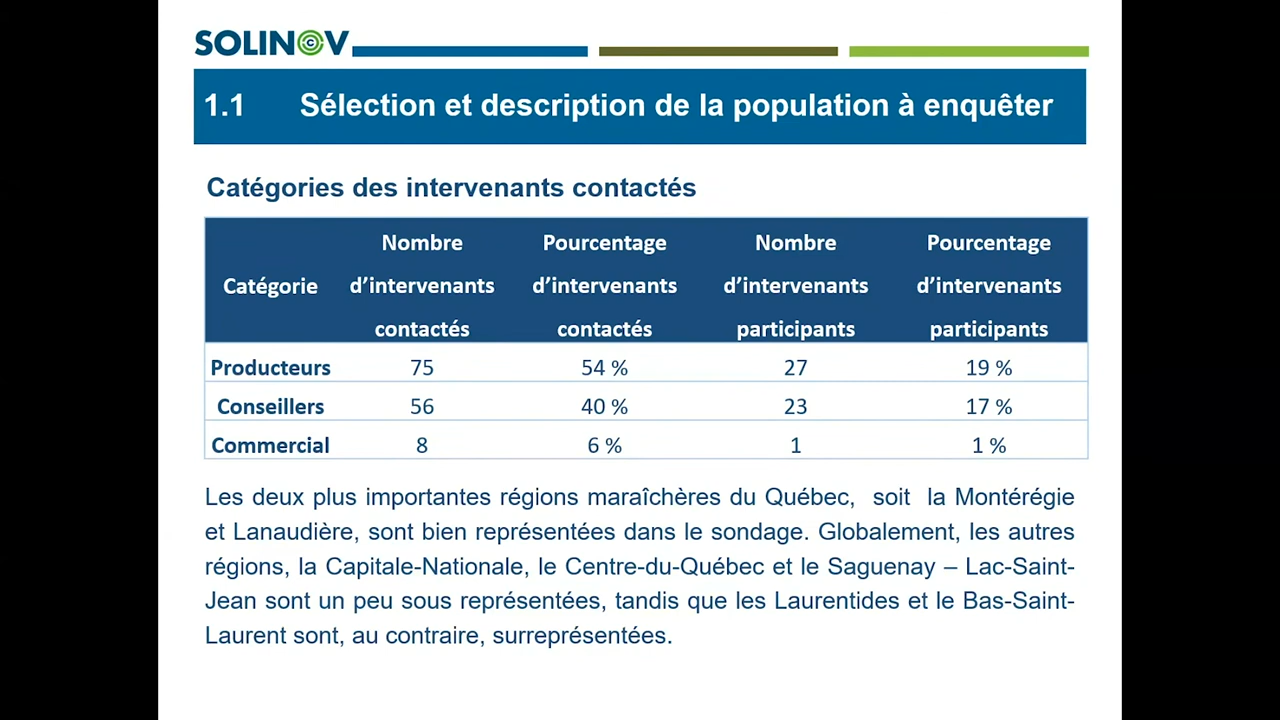 SOLINOV
1.1 Sélection et description de la population à enquêter
Catégories des intervenants contactés
Catégorie Nombre d’intervenants contactés Pourcentage d’intervenants contactés Nombre d’intervenants participants Pourcentage d’intervenants participants
Producteurs 75 54 % 27 19 %
Conseillers 56 40 % 23 17 %
Commercial 8 6 % 1 1 %
Les deux plus importantes régions maraîchères du Québec, soit la Montérégie
et Lanaudière, sont bien représentées dans le sondage. Globalement, les autres
régions, la Capitale-Nationale, le Centre-du-Québec et le Saguenay – Lac-Saint-
Jean sont un peu sous représentées, tandis que les Laurentides et le Bas-Saint-
Laurent sont, au contraire, surreprésentées.